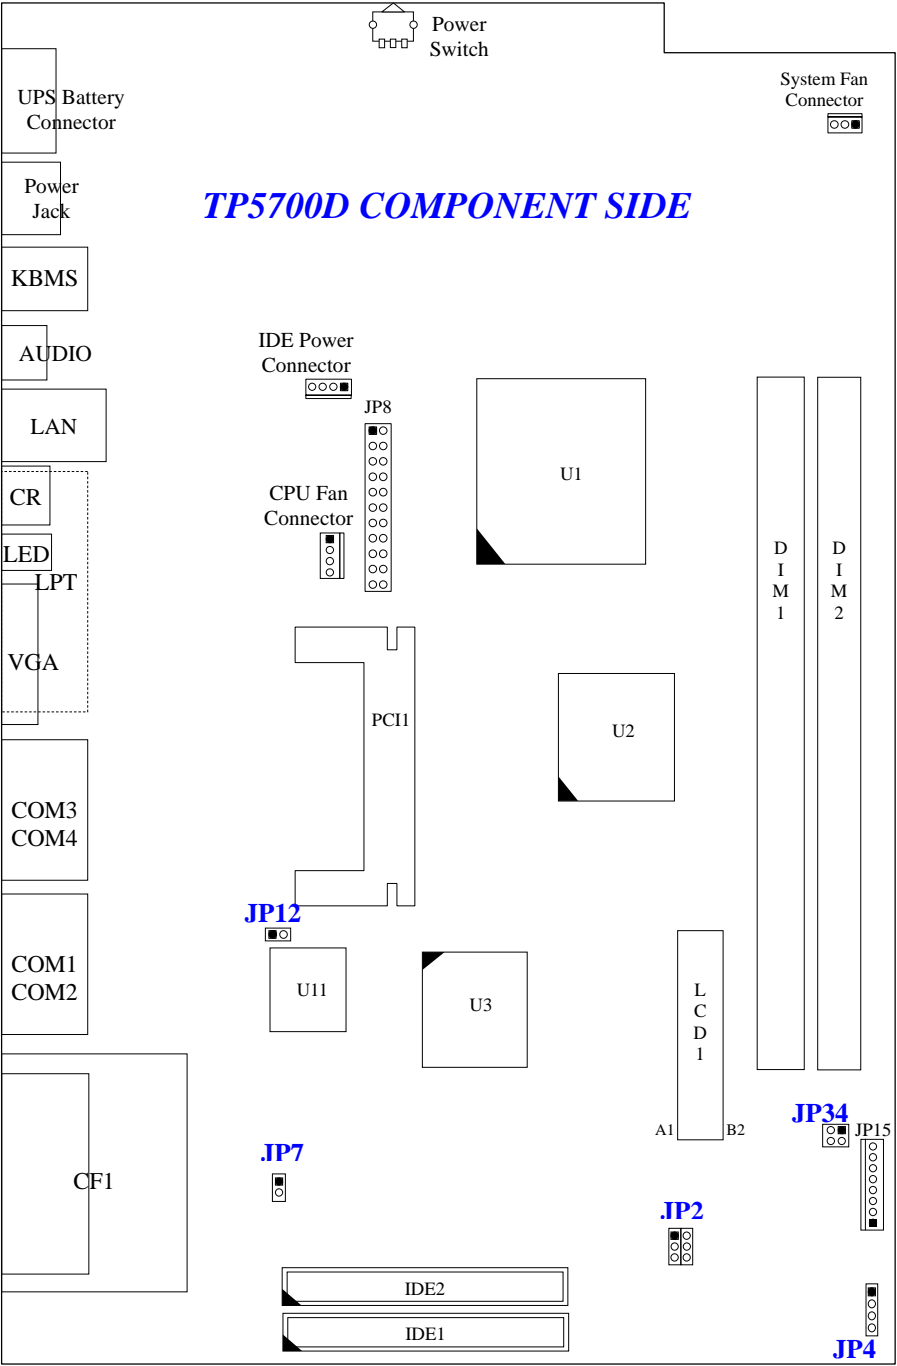 Power
Switch
System Fan
Connector
UPS Battery
Connector
Power
Jack
TP5700D COMPONENT SIDE
KBMS
IDE Power
Connector
AUDIO
JP8
LAN
U1
CR
CPU Fan
Connector
LED
LPT
D
I
M
1
D
I
M
2
VGA
PCI1
U2
COM3
COM4
JP12
COM1
COM2
U11
U3
L
C
D
1
JP34
A1
B2
JP15
JP7
CF1
JP2
IDE2
IDE1
JP4